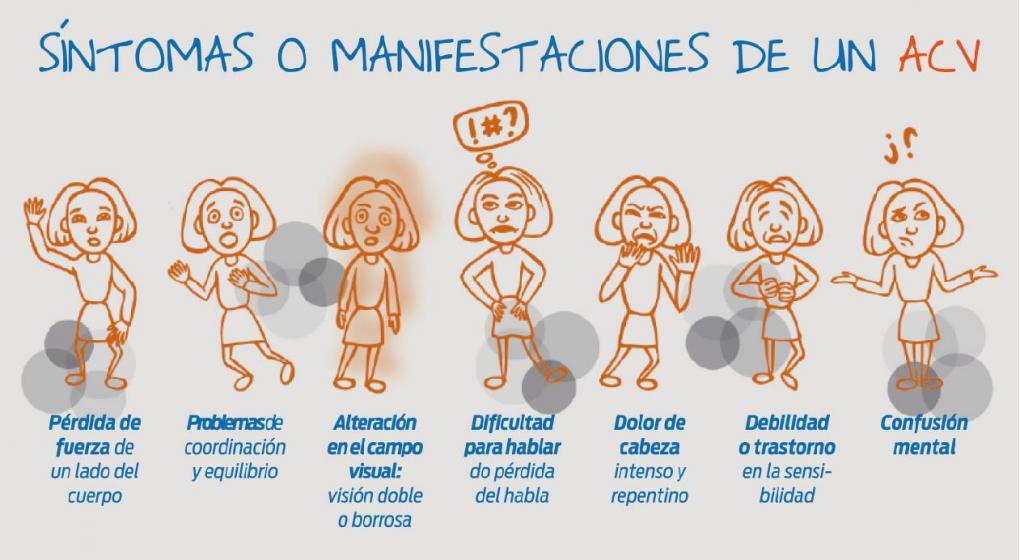 SÍNTOMAS O MANIFESTACIONES DE UN ACV
!#?
¿?
Pérdida de
fuerza de
un lado del
cuerpo
Problemas de
coordinación
y equilibrio
Alteración
en el campo
visual:
visión doble
o borrosa
Dificultad
para hablar
do pérdida
del habla
Dolor de
cabeza
intenso y
repentino
Debilidad
o trastorno
en la sensi-
bilidad
Confusión
mental